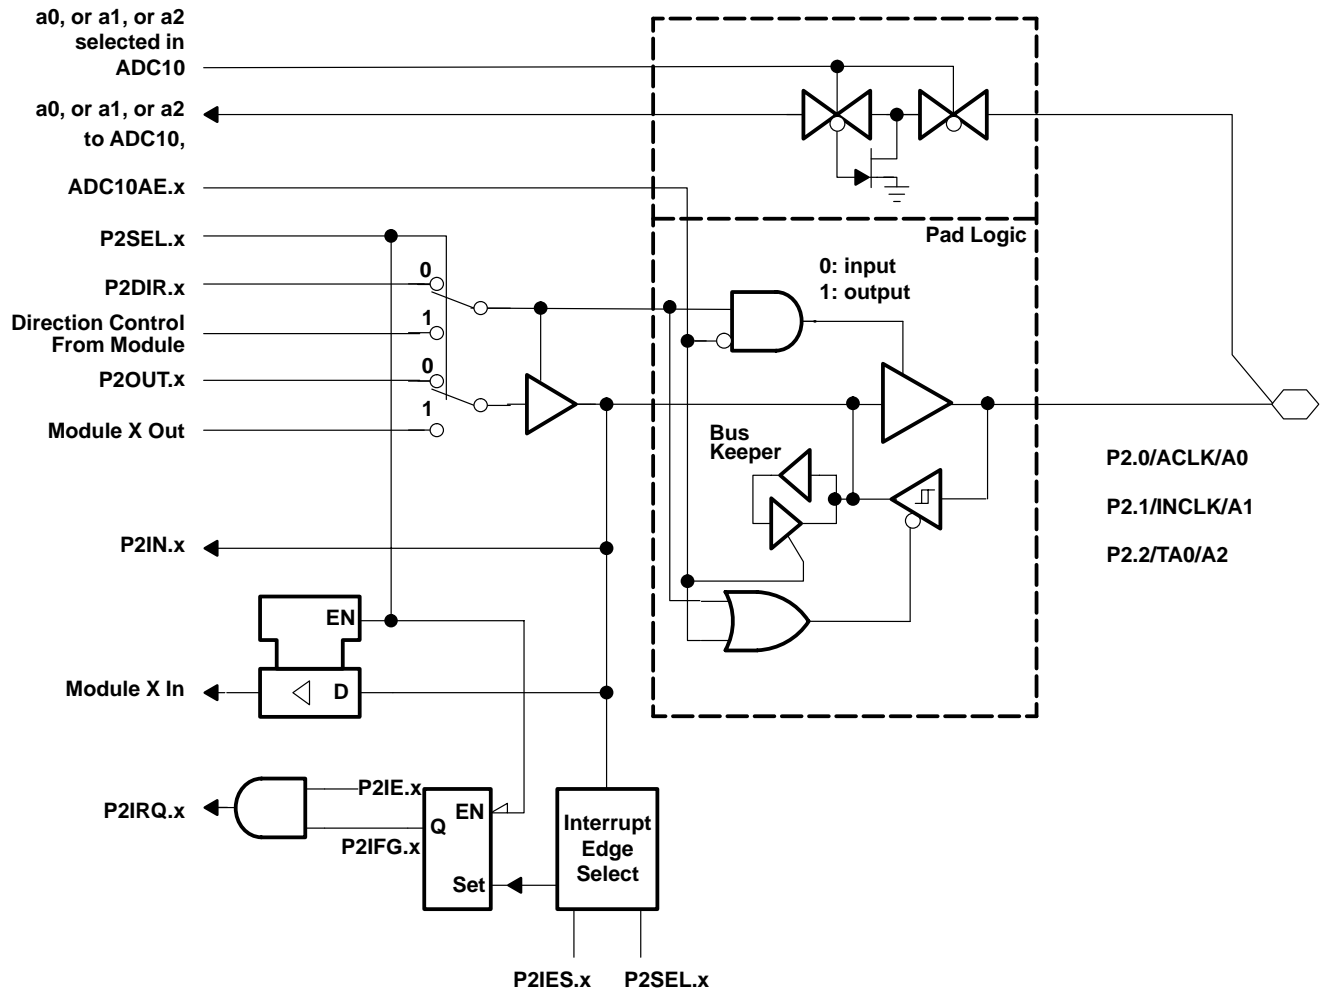 a0, or a1, or a2
selected in
ADC10
a0, or a1, or a2
to ADC10,
ADC10AE.x
P2SEL.x
Pad Logic
0: input
1: output
0
P2DIR.x
1
Direction Control
From Module
0
P2OUT.x
1
Module X Out
Bus
Keeper
P2.0/ACLK/A0
P2.1/INCLK/A1
P2.2/TA0/A2
P2IN.x
EN
Module X In
D
P2IE.x
P2IRQ.x
EN
Q
P2IFG.x
Set
Interrupt
Edge
Select
P2IES.x
P2SEL.x